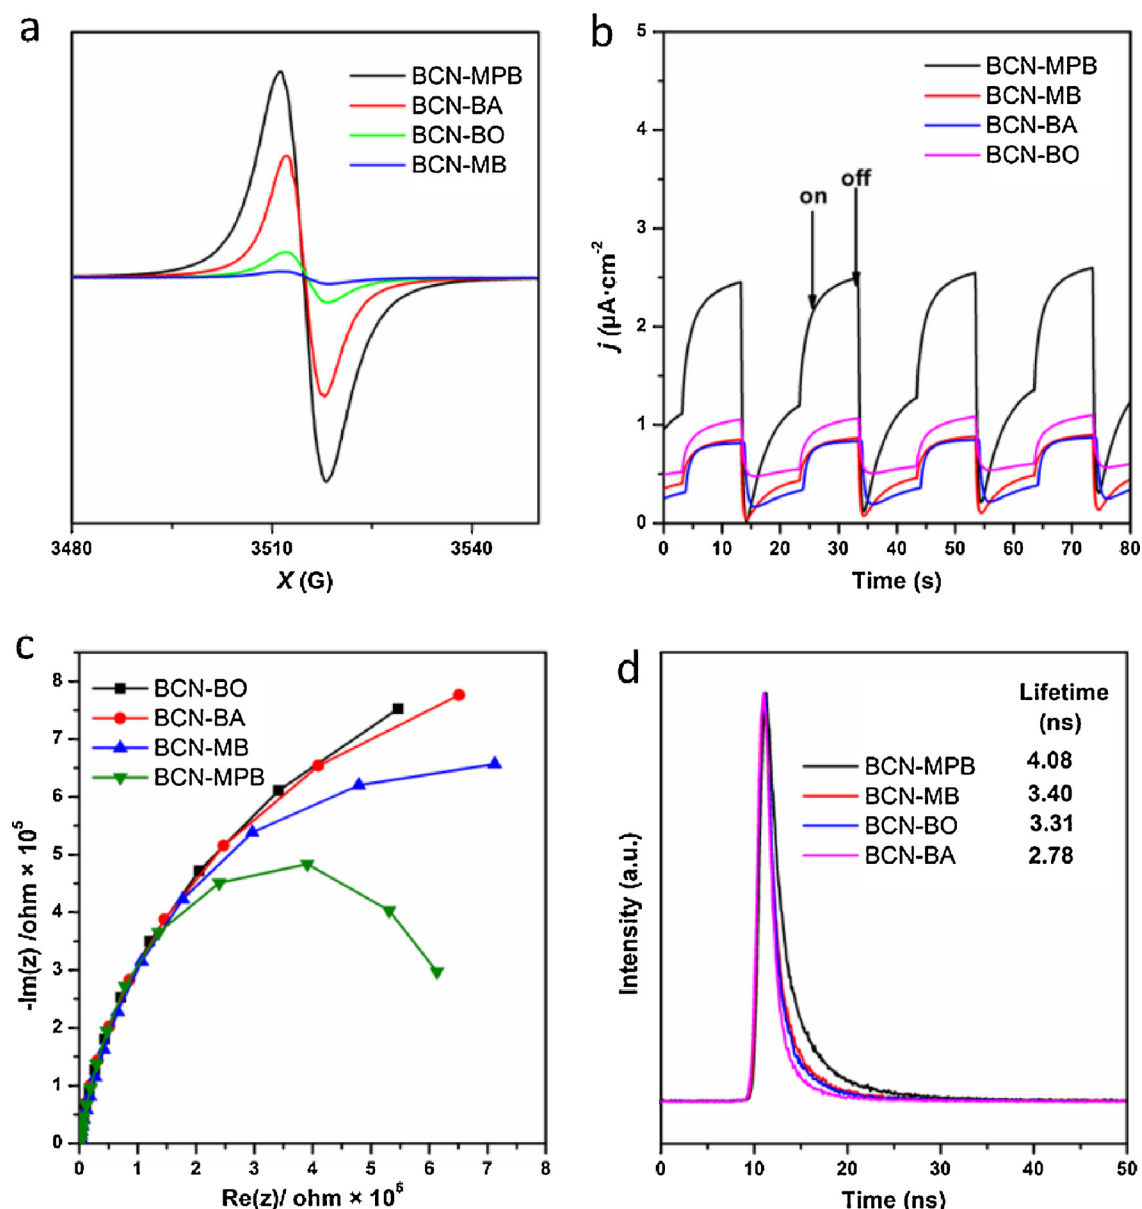 a
BCN-MPB
BCN-BA
BCN-BO
BCN-MB
3480
3510
3540
X (G)
b
5
4
3
2
1
0
j (µA·cm⁻²
BCN-MPB
BCN-MB
BCN-BA
BCN-BO
on
off
0 10 20 30 40 50 60 70 80
Time (s)
c
8
7
6
5
4
3
2
1
0
-Im(z) /ohm × 10⁵
BCN-BO
BCN-BA
BCN-MB
BCN-MPB
0 1 2 3 4 5 6 7 8
Re(z)/ ohm × 10⁵
d
Intensity (a.u.)
Lifetime
(ns)
BCN-MPB 4.08
BCN-MB 3.40
BCN-BO 3.31
BCN-BA 2.78
0 10 20 30 40 50
Time (ns)